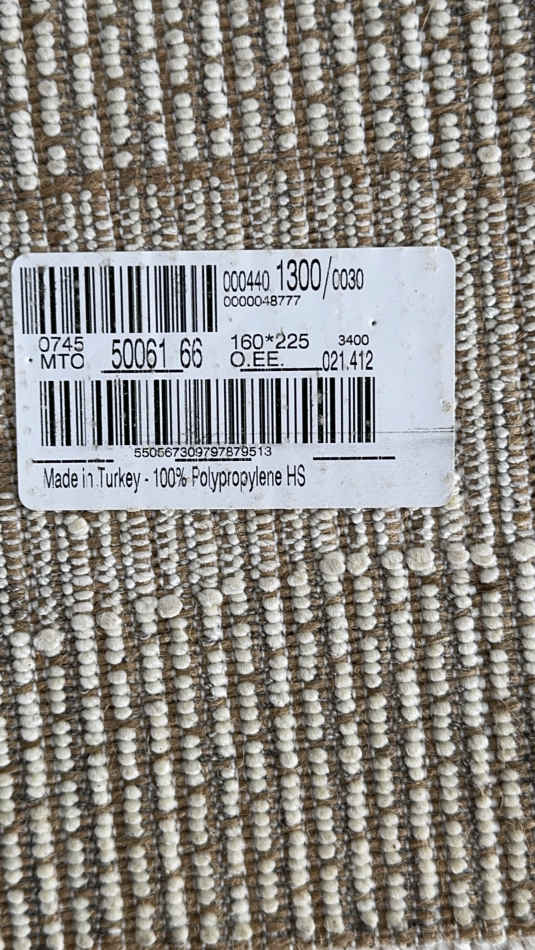 000440 1300/0030
0000048777
0745 50061 66 160*225 3400
MTO O.EE. 021.412
550567309797879513
Made in Turkey - 100% Polypropylene HS